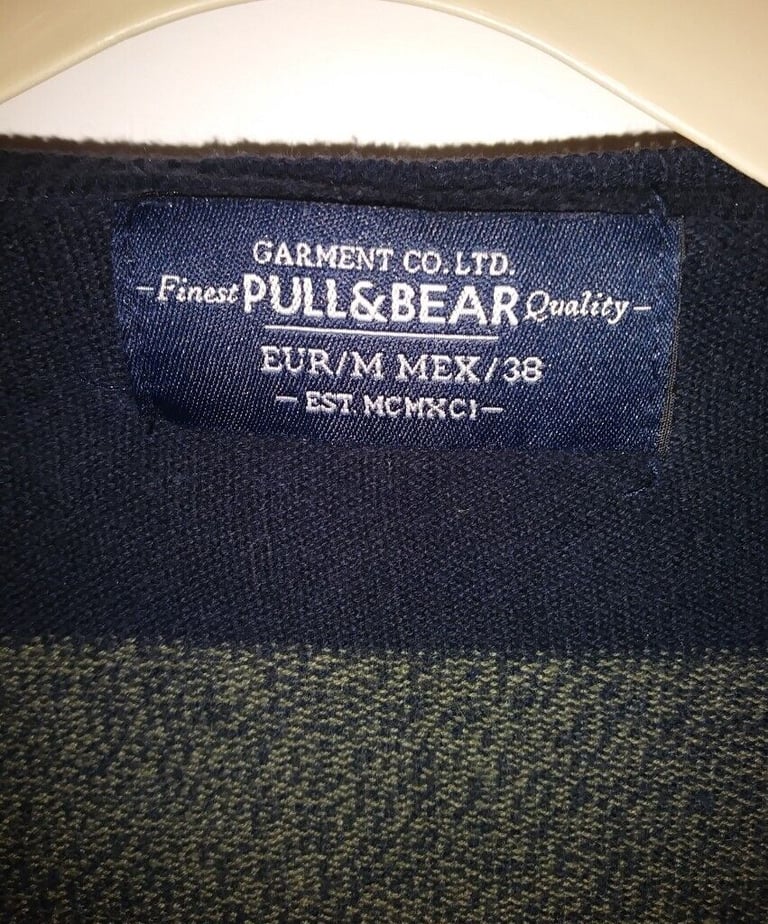 GARMENT CO. LTD.
-Finest PULL&BEAR Quality-
EUR/M MEX/38
- EST. MCMXCI-